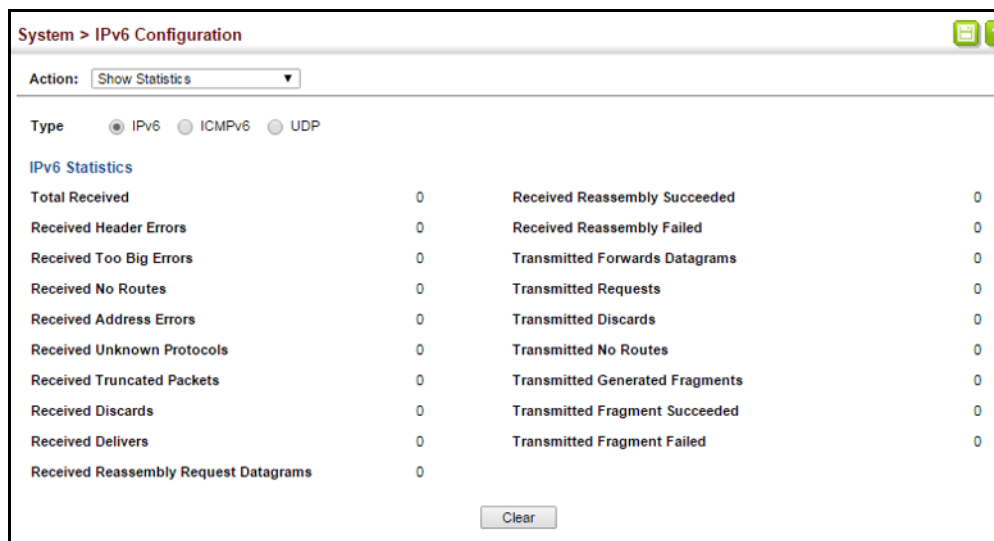 System > IPv6 Configuration
Action: Show Statistics
Type IPv6 ICMPv6 UDP
IPv6 Statistics
Total Received 0 Received Reassembly Succeeded 0
Received Header Errors 0 Received Reassembly Failed 0
Received Too Big Errors 0 Transmitted Forwards Datagrams 0
Received No Routes 0 Transmitted Requests 0
Received Address Errors 0 Transmitted Discards 0
Received Unknown Protocols 0 Transmitted No Routes 0
Received Truncated Packets 0 Transmitted Generated Fragments 0
Received Discards 0 Transmitted Fragment Succeeded 0
Received Delivers 0 Transmitted Fragment Failed 0
Received Reassembly Request Datagrams 0
Clear